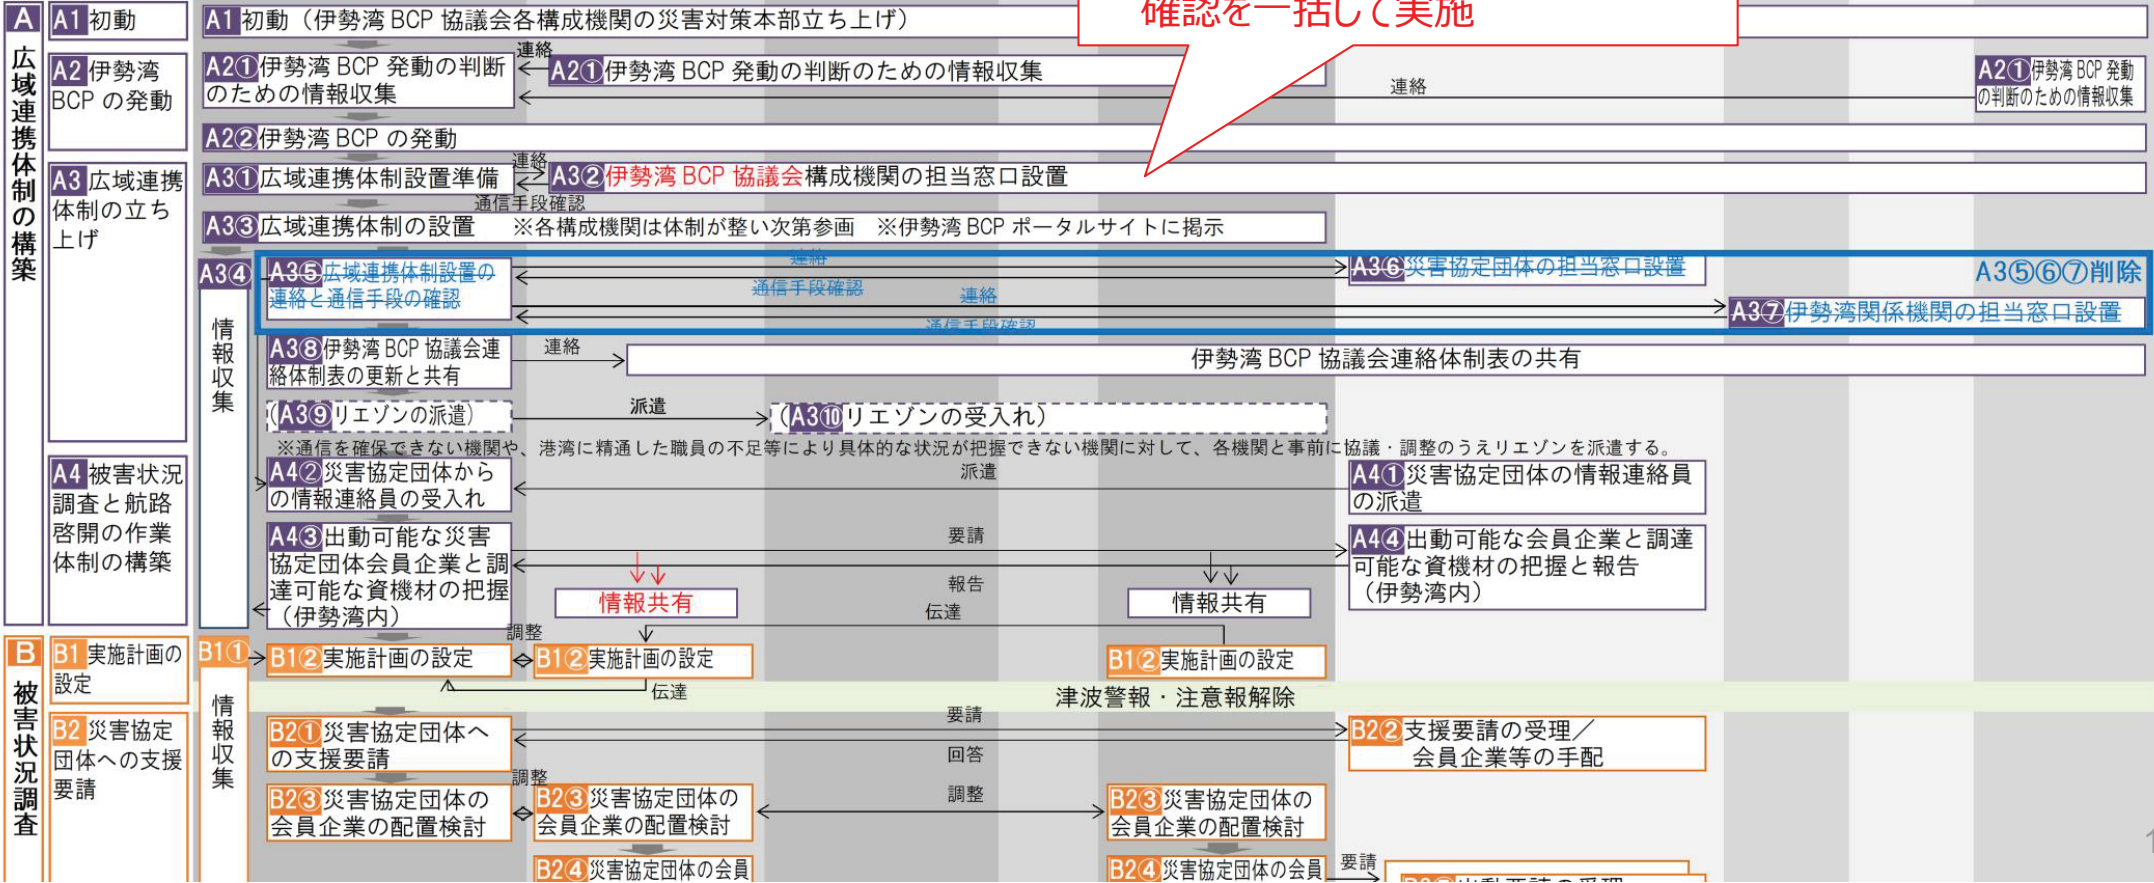 確認を一括して実施
A
広域連携体制の構築
A1 初動
A1 初動（伊勢湾 BCP 協議会各構成機関の災害対策本部立ち上げ）
A2 伊勢湾
BCP の発動
A2① 伊勢湾 BCP 発動の判断
のための情報収集
連絡
A2① 伊勢湾 BCP 発動の判断のための情報収集
連絡
A2① 伊勢湾 BCP 発動
の判断のための情報収集
A2② 伊勢湾 BCP の発動
A3 広域連携
体制の立ち
上げ
A3① 広域連携体制設置準備
連絡
A3② 伊勢湾 BCP 協議会構成機関の担当窓口設置
通信手段確認
A3③ 広域連携体制の設置　※各構成機関は体制が整い次第参画　※伊勢湾 BCP ポータルサイトに掲示
A3④
情報収集
A3⑤ 広域連携体制設置の
連絡と通信手段の確認
連絡
通信手段確認
A3⑥ 災害協定団体の担当窓口設置
A3⑤⑥⑦削除
連絡
通信手段確認
A3⑦ 伊勢湾関係機関の担当窓口設置
A3⑧ 伊勢湾 BCP 協議会連
絡体制表の更新と共有
連絡
伊勢湾 BCP 協議会連絡体制表の共有
(A3⑨ リエゾンの派遣)
派遣
(A3⑩ リエゾンの受入れ)
※通信を確保できない機関や、港湾に精通した職員の不足等により具体的な状況が把握できない機関に対して、各機関と事前に協議・調整のうえリエゾンを派遣する。
A4 被害状況
調査と航路
啓開の作業
体制の構築
A4② 災害協定団体から
の情報連絡員の受入れ
派遣
A4① 災害協定団体の情報連絡員
の派遣
A4③ 出動可能な災害
協定団体会員企業と調
達可能な資機材の把握
（伊勢湾内）
要請
報告
A4④ 出動可能な会員企業と調達
可能な資機材の把握と報告
（伊勢湾内）
情報共有
情報共有
伝達
B
被害状況調査
B1 実施計画の
設定
B1①
情報収集
B1② 実施計画の設定
調整
B1② 実施計画の設定
B1② 実施計画の設定
伝達
津波警報・注意報解除
B2 災害協定
団体への支援
要請
B2① 災害協定団体へ
の支援要請
要請
回答
B2② 支援要請の受理／
会員企業等の手配
B2③ 災害協定団体の
会員企業の配置検討
調整
B2③ 災害協定団体の
会員企業の配置検討
調整
B2③ 災害協定団体の
会員企業の配置検討
B2④ 災害協定団体の会員
B2④ 災害協定団体の会員
要請